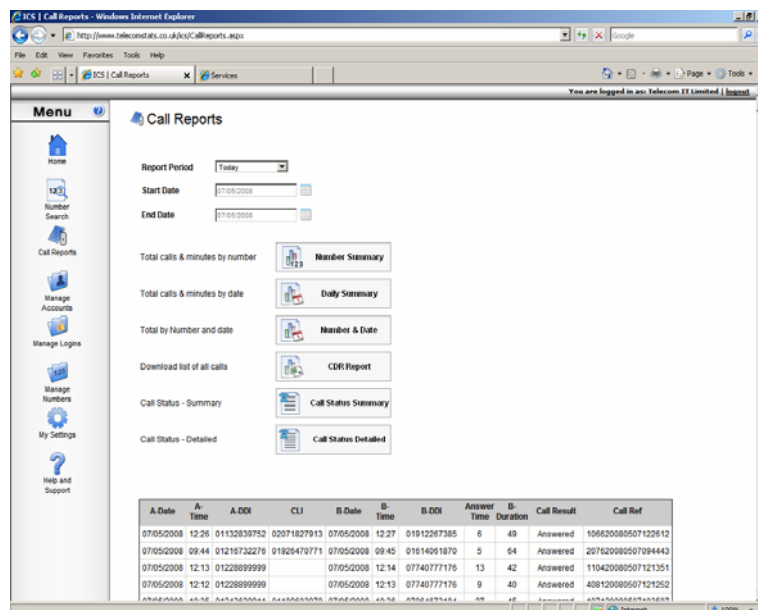 ICS | Call Reports - Windows Internet Explorer
http://www.telecomstats.co.uk/ics/CallReports.aspx
Google
File Edit View Favorites Tools Help
ICS | Call Reports Services Page Tools
You are logged in as: Telecom IT Limited | logout
Menu
Call Reports
Home
Report Period Today
Start Date 07/05/2008
123
Number
Search
End Date 07/05/2008
Call Reports
Total calls & minutes by number Number Summary
Manage
Accounts
Total calls & minutes by date Daily Summary
Manage Logins
Total by Number and date Number & Date
Manage
Numbers
Download list of all calls CDR Report
Call Status - Summary Call Status Summary
My Settings
Call Status - Detailed Call Status Detailed
Help and
Support
A-Date A-Time A-DDI CLI B-Date B-Time B-DDI Answer Time B-Duration Call Result Call Ref
07/05/2008 12:26 01132839752 02071827913 07/05/2008 12:27 01912267385 6 49 Answered 106620080507122612
07/05/2008 09:44 01216732276 01926470771 07/05/2008 09:45 01614061870 5 64 Answered 207620080507094443
07/05/2008 12:13 01228899999 07/05/2008 12:14 07740777176 13 42 Answered 110420080507121351
07/05/2008 12:12 01228899999 07/05/2008 12:13 07740777176 9 40 Answered 408120080507121252
Internet 100%